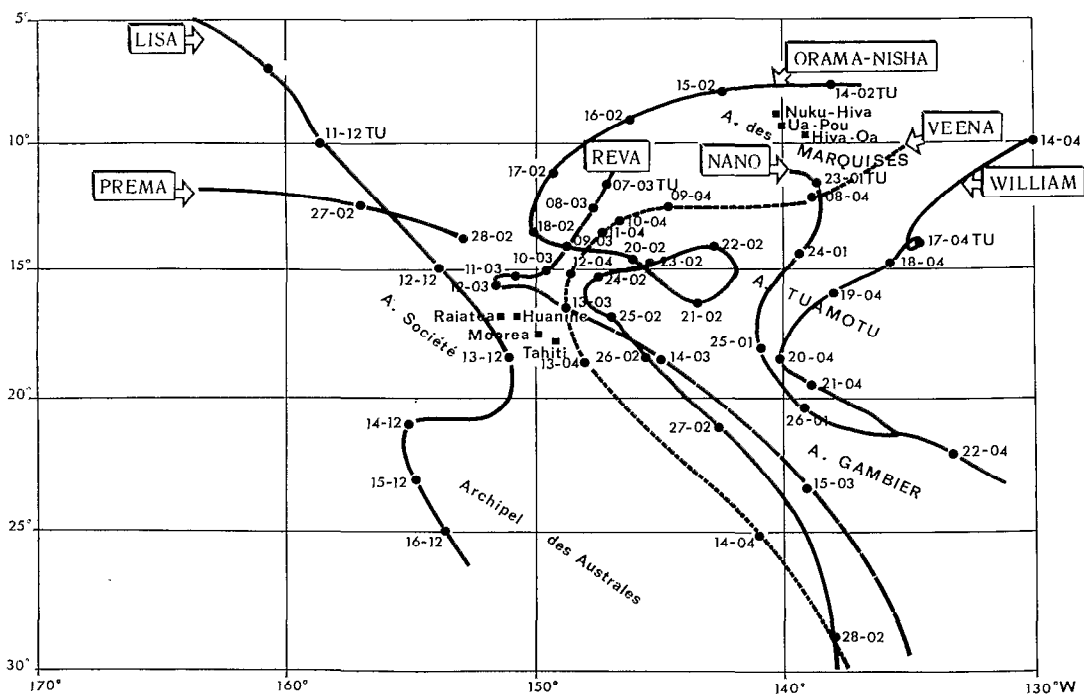 5°
LISA
ORAMA-NISHA
15-02
14-02 TU
16-02
Nuku-Hiva
Ua-Pou
Hiva-Oa
A. des MARQUISES
VEENA
10°
11-12 TU
REVA
NANO
14-04
17-02
07-03 TU
23-01 TU
WILLIAM
PREMA
08-03
09-04
08-04
27-02
10-04
28-02
18-02
11-04
09-03
20-02
22-02
17-04 TU
10-03
12-04
23-02
24-01
18-04
15°
12-12
11-03
24-02
12-03
A. TUAMOTU
19-04
13-03
21-02
A. Société
Raiatea
Huahine
25-02
Moorea
Tahiti
25-01
13-12
13-04
26-02
14-03
20-04
21-04
20°
26-01
14-12
27-02
A. GAMBIER
22-04
15-12
15-03
Archipel des Australes
25°
16-12
14-04
28-02
30°
170°
160°
150°
140°
130°W